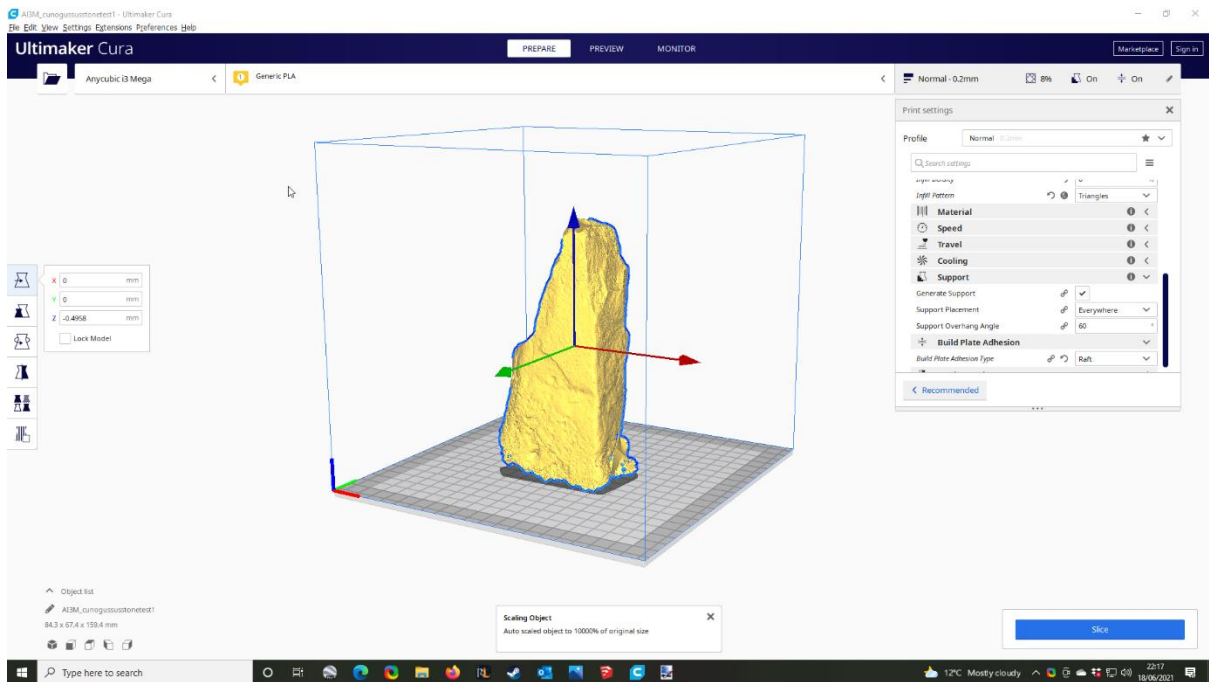 AI3M_cunogussusstonetert1 - Ultimaker Cura
File Edit View Settings Extensions Preferences Help
Ultimaker Cura
PREPARE PREVIEW MONITOR
Marketplace Sign in
Anycubic i3 Mega
Generic PLA
Normal - 0.2mm 8% On On
Print settings
Profile Normal 0.2mm
Search settings
Infill Pattern Triangles
Material
Speed
Travel
Cooling
Support
Generate Support
Support Placement Everywhere
Support Overhang Angle 60 °
Build Plate Adhesion
Build Plate Adhesion Type Raft
Recommended
X 0 mm
Y 0 mm
Z -0.4958 mm
Lock Model
Object list
AI3M_cunogussusstonetest1
84.3 x 67.4 x 159.4 mm
Scaling Object
Auto scaled object to 10000% of original size
Slice
Type here to search
12°C Mostly cloudy
22:17
18/06/2021